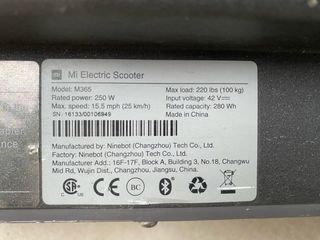 mi Mi Electric Scooter
Model: M365
Rated power: 250 W
Max. speed: 15.5 mph (25 km/h)
SN: 16133/00106949
Max load: 220 lbs (100 kg)
Input voltage: 42 V
Rated capacity: 280 Wh
Made in China
Manufactured by: Ninebot (Changzhou) Tech Co., Ltd.
Factory: Ninebot (Changzhou) Tech Co., Ltd.
Manufacturer Add.: 16F-17F, Block A, Building 3, No.18, Changwu
Mid Rd, Wujin Dist., Changzhou, Jiangsu, China.
CE
BC